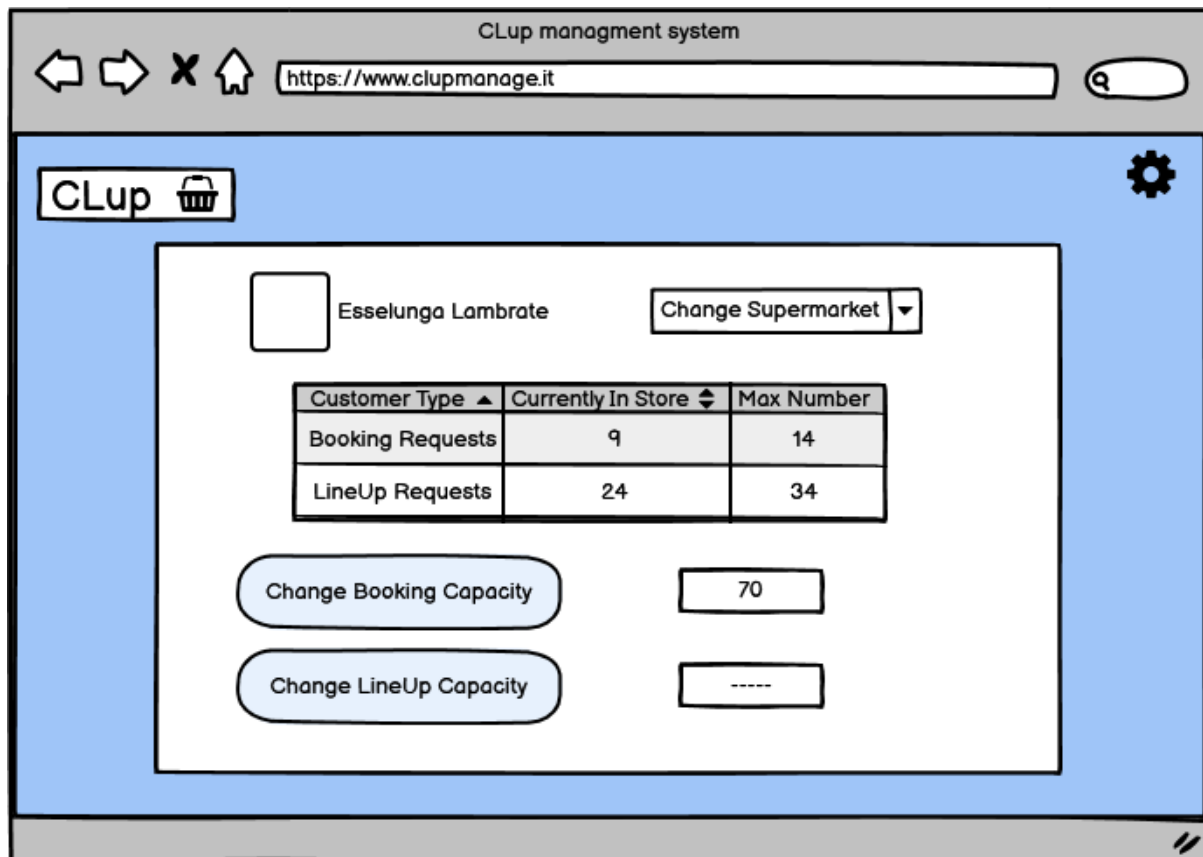 CLup managment system
https://www.clupmanage.it
CLup
Esselunga Lambrate
Change Supermarket
Customer Type Currently In Store Max Number
Booking Requests 9 14
LineUp Requests 24 34
Change Booking Capacity 70
Change LineUp Capacity -----